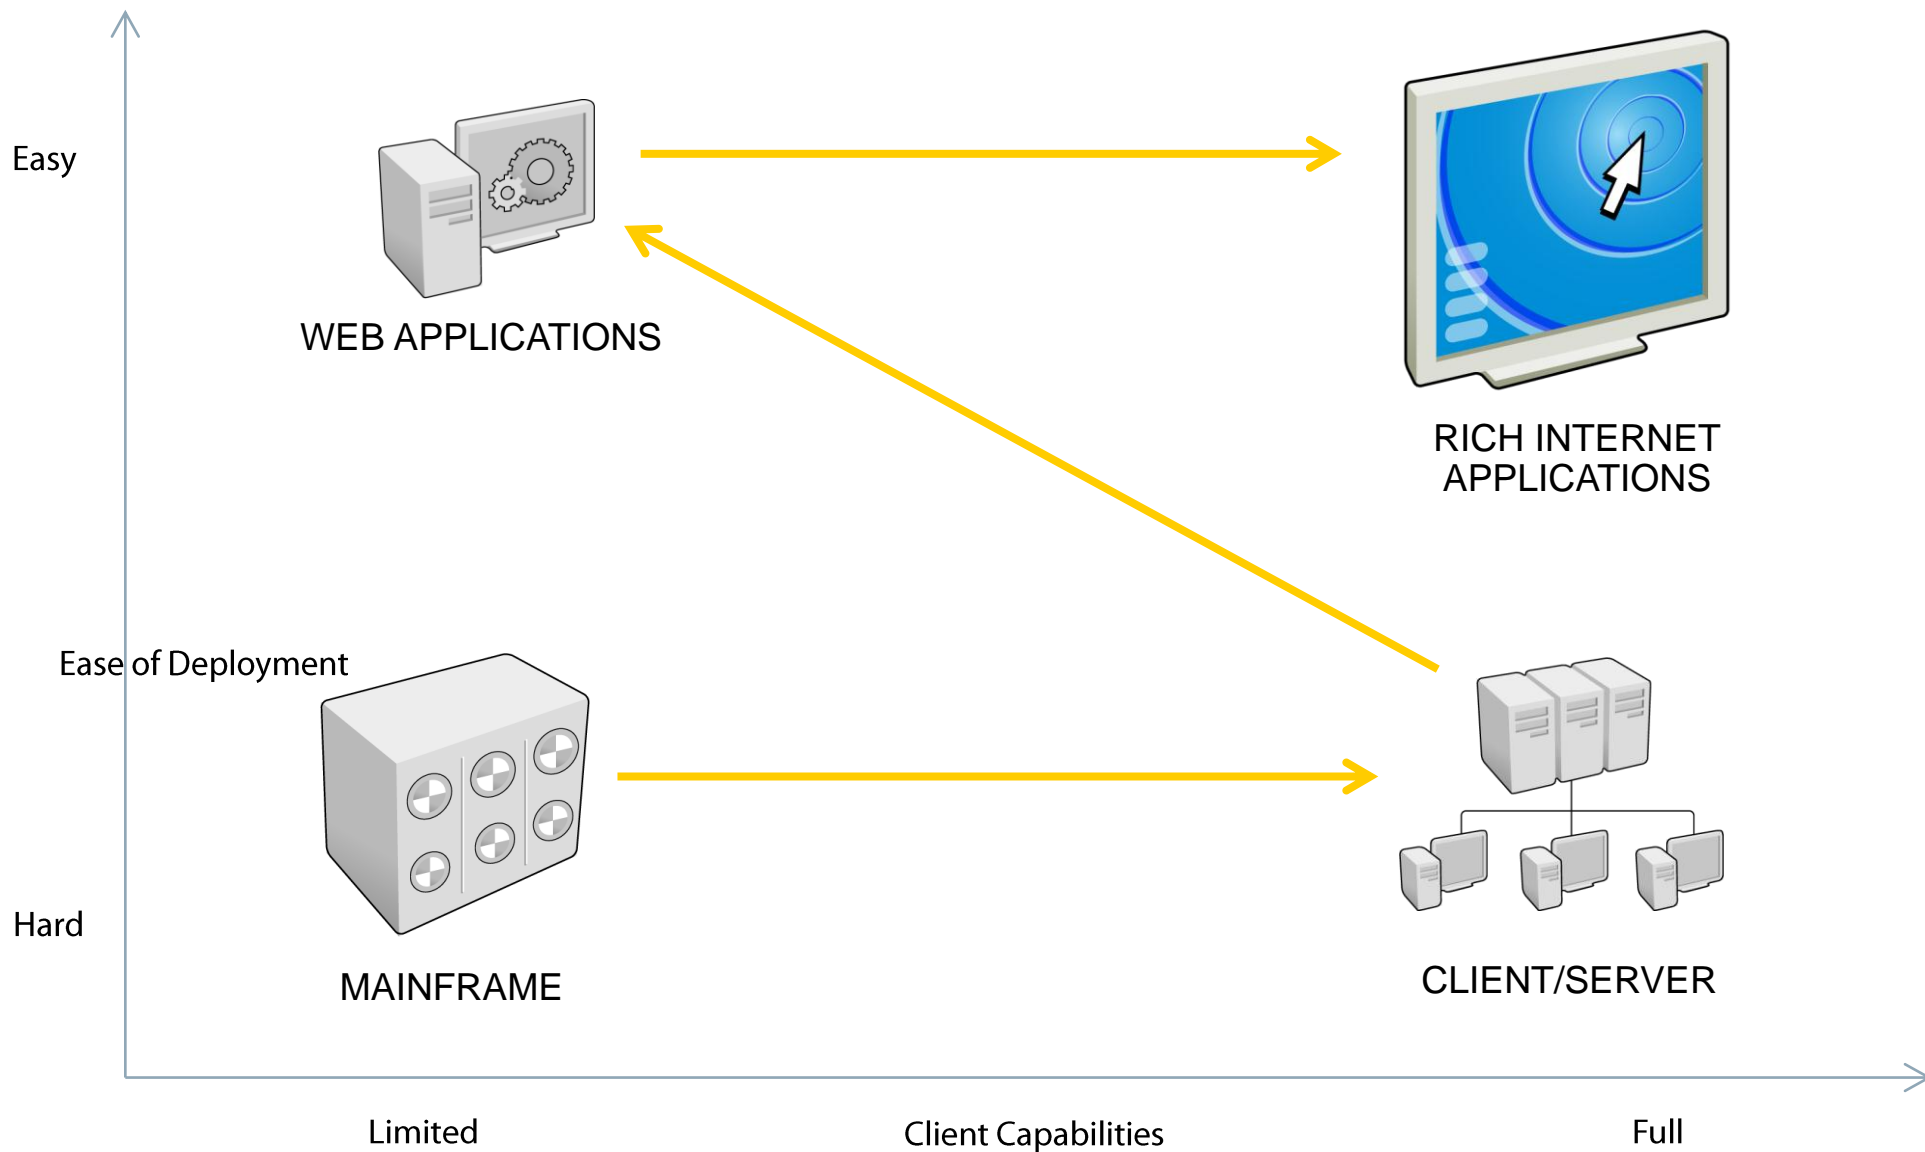 Easy
WEB APPLICATIONS
RICH INTERNET
APPLICATIONS
Ease of Deployment
Hard
MAINFRAME
CLIENT/SERVER
Limited
Client Capabilities
Full